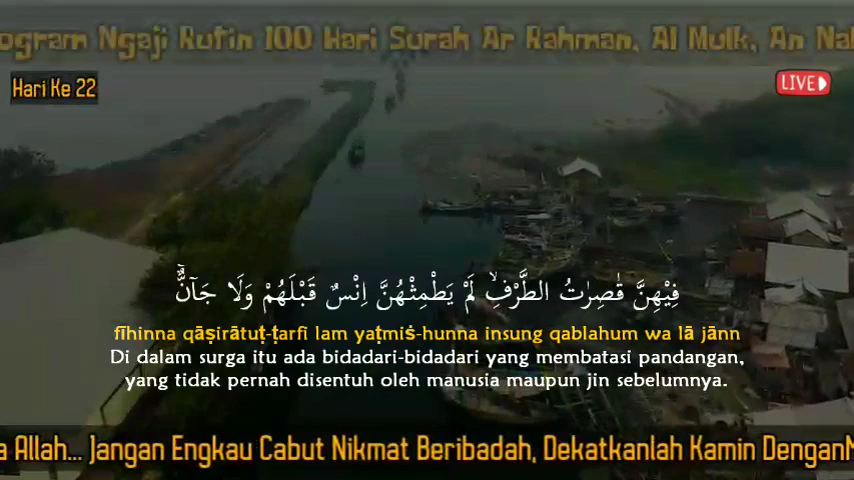 ogram Ngaji Rutin 100 Hari Surah Ar Rahman, Al Mulk, An Na
Hari Ke 22
LIVE
فِيْهِنَّ قٰصِرٰتُ الطَّرْفِۙ لَمْ يَطْمِثْهُنَّ اِنْسٌ قَبْلَهُمْ وَلَا جَاۤنٌّۚ
fīhinna qāṣirātuṭ-ṭarfi lam yaṭmiṡ-hunna insung qablahum wa lā jānn
Di dalam surga itu ada bidadari-bidadari yang membatasi pandangan,
yang tidak pernah disentuh oleh manusia maupun jin sebelumnya.
a Allah... Jangan Engkau Cabut Nikmat Beribadah, Dekatkanlah Kamin DenganM